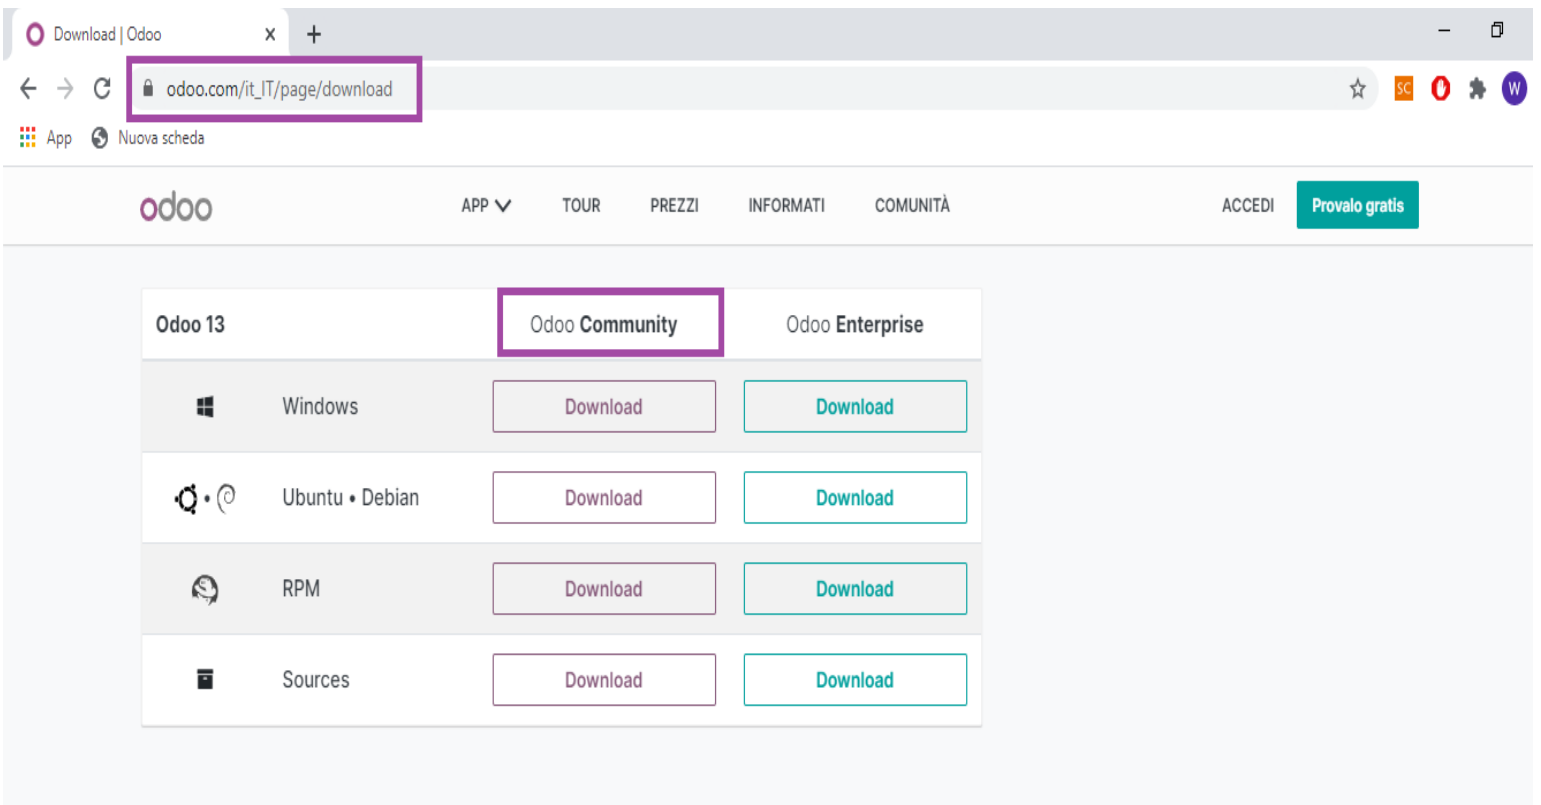 Download | Odoo
odoo.com/it_IT/page/download
SC W
App Nuova scheda
odoo APP TOUR PREZZI INFORMATI COMUNITÀ ACCEDI Provalo gratis
Odoo 13 Odoo Community Odoo Enterprise
Windows Download Download
Ubuntu • Debian Download Download
RPM Download Download
Sources Download Download